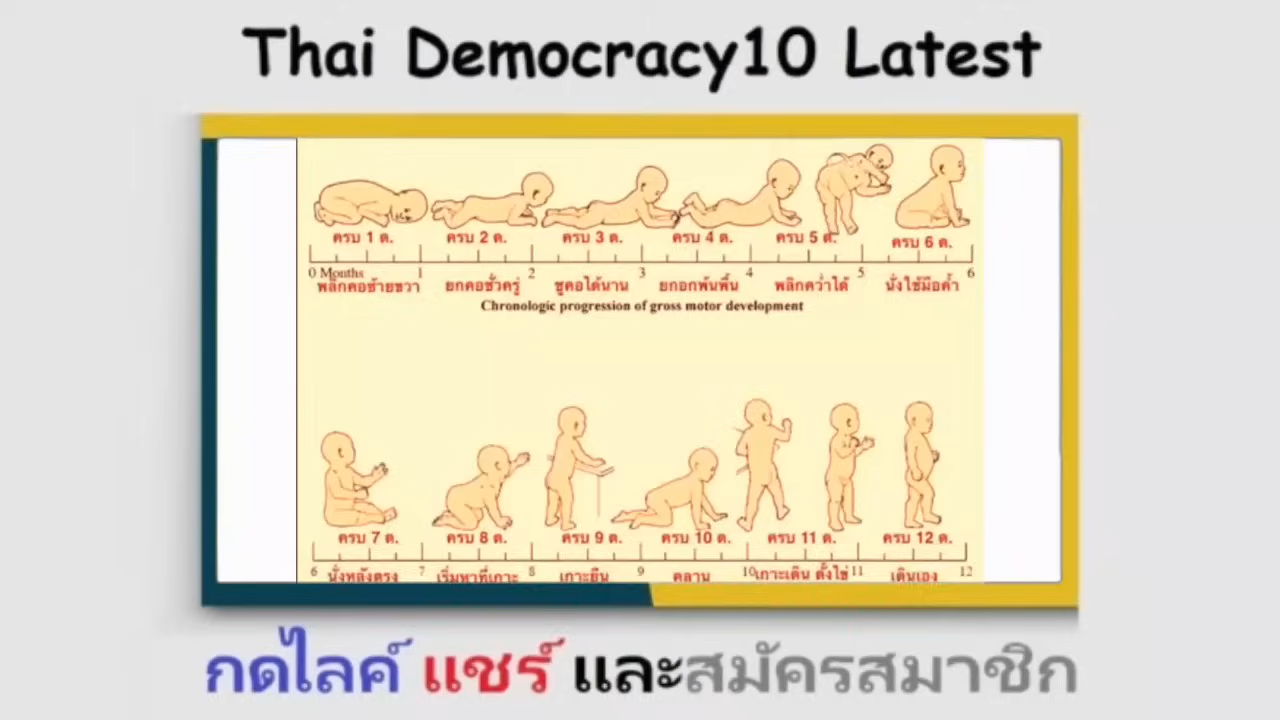 Thai Democracy10 Latest
ครบ 1 ด. ครบ 2 ด. ครบ 3 ด. ครบ 4 ด. ครบ 5 ด. ครบ 6 ด.
0 Months 1 2 3 4 5 6
พลิกคอซ้ายขวา ยกคอชั่วครู่ ชูคอได้นาน ยกอกพ้นพื้น พลิกคว่ำได้ นั่งใช้มือค้ำ
Chronologic progression of gross motor development
ครบ 7 ด. ครบ 8 ด. ครบ 9 ด. ครบ 10 ด. ครบ 11 ด. ครบ 12 ด.
6 7 8 9 10 11 12
นั่งหลังตรง เริ่มหาที่เกาะ เกาะยืน คลาน เกาะเดิน ตั้งไข่ เดินเอง
กดไลค์ แชร์ และสมัครสมาชิก